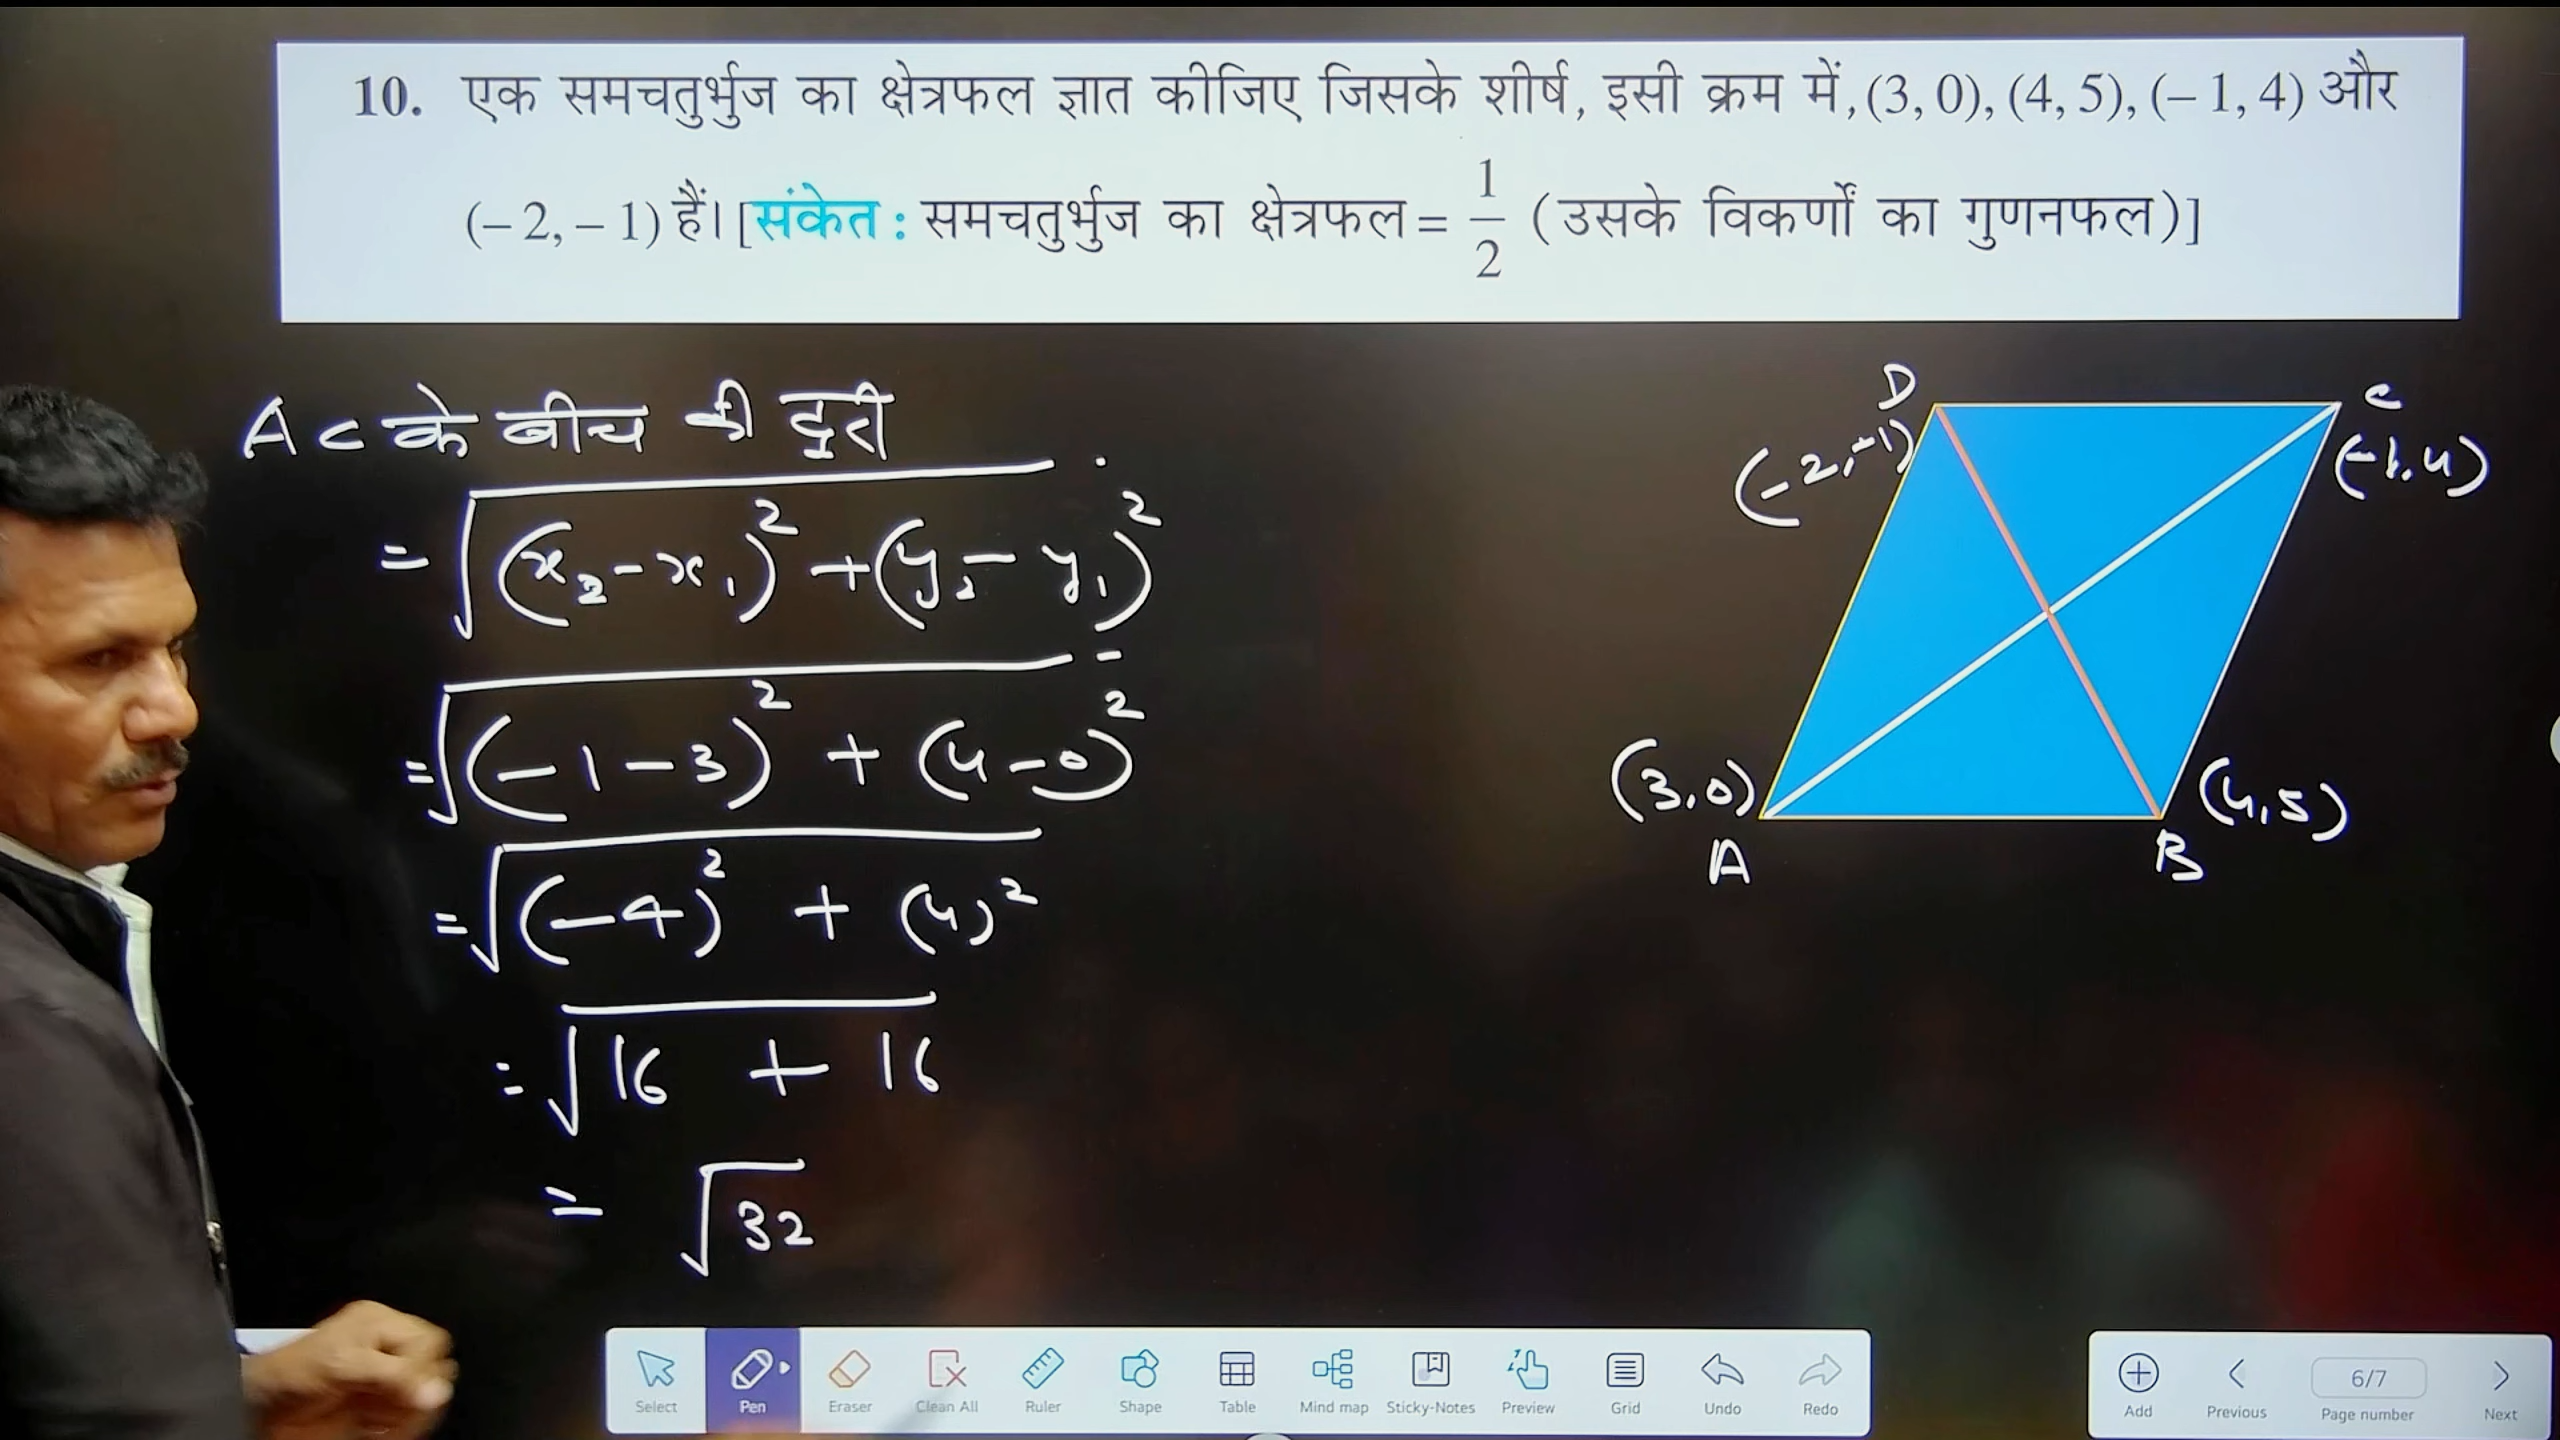 10. एक समचतुर्भुज का क्षेत्रफल ज्ञात कीजिए जिसके शीर्ष, इसी क्रम में, (3, 0), (4, 5), (– 1, 4) और
(– 2, – 1) हैं। [संकेत : समचतुर्भुज का क्षेत्रफल = 1/2 (उसके विकर्णों का गुणनफल)]
AC के बीच की दुरी
= √(x₂ - x₁)² + (y₂ - y₁)²
= √(-1-3)² + (4-0)²
= √(-4)² + (4)²
= √16 + 16
= √32
D C
(-2,-1) (-1,4)
(3,0) (4,5)
A B
Select Pen Eraser Clean All Ruler Shape Table Mind map Sticky-Notes Preview Grid Undo Redo
Add Previous 6/7 Page number Next